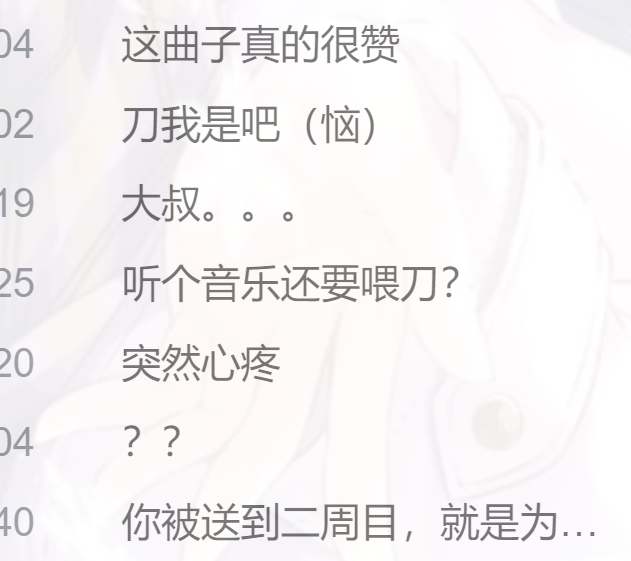 04 这曲子真的很赞
02 刀我是吧（恼）
19 大叔。。。
25 听个音乐还要喂刀？
20 突然心疼
04 ？？
40 你被送到二周目，就是为...